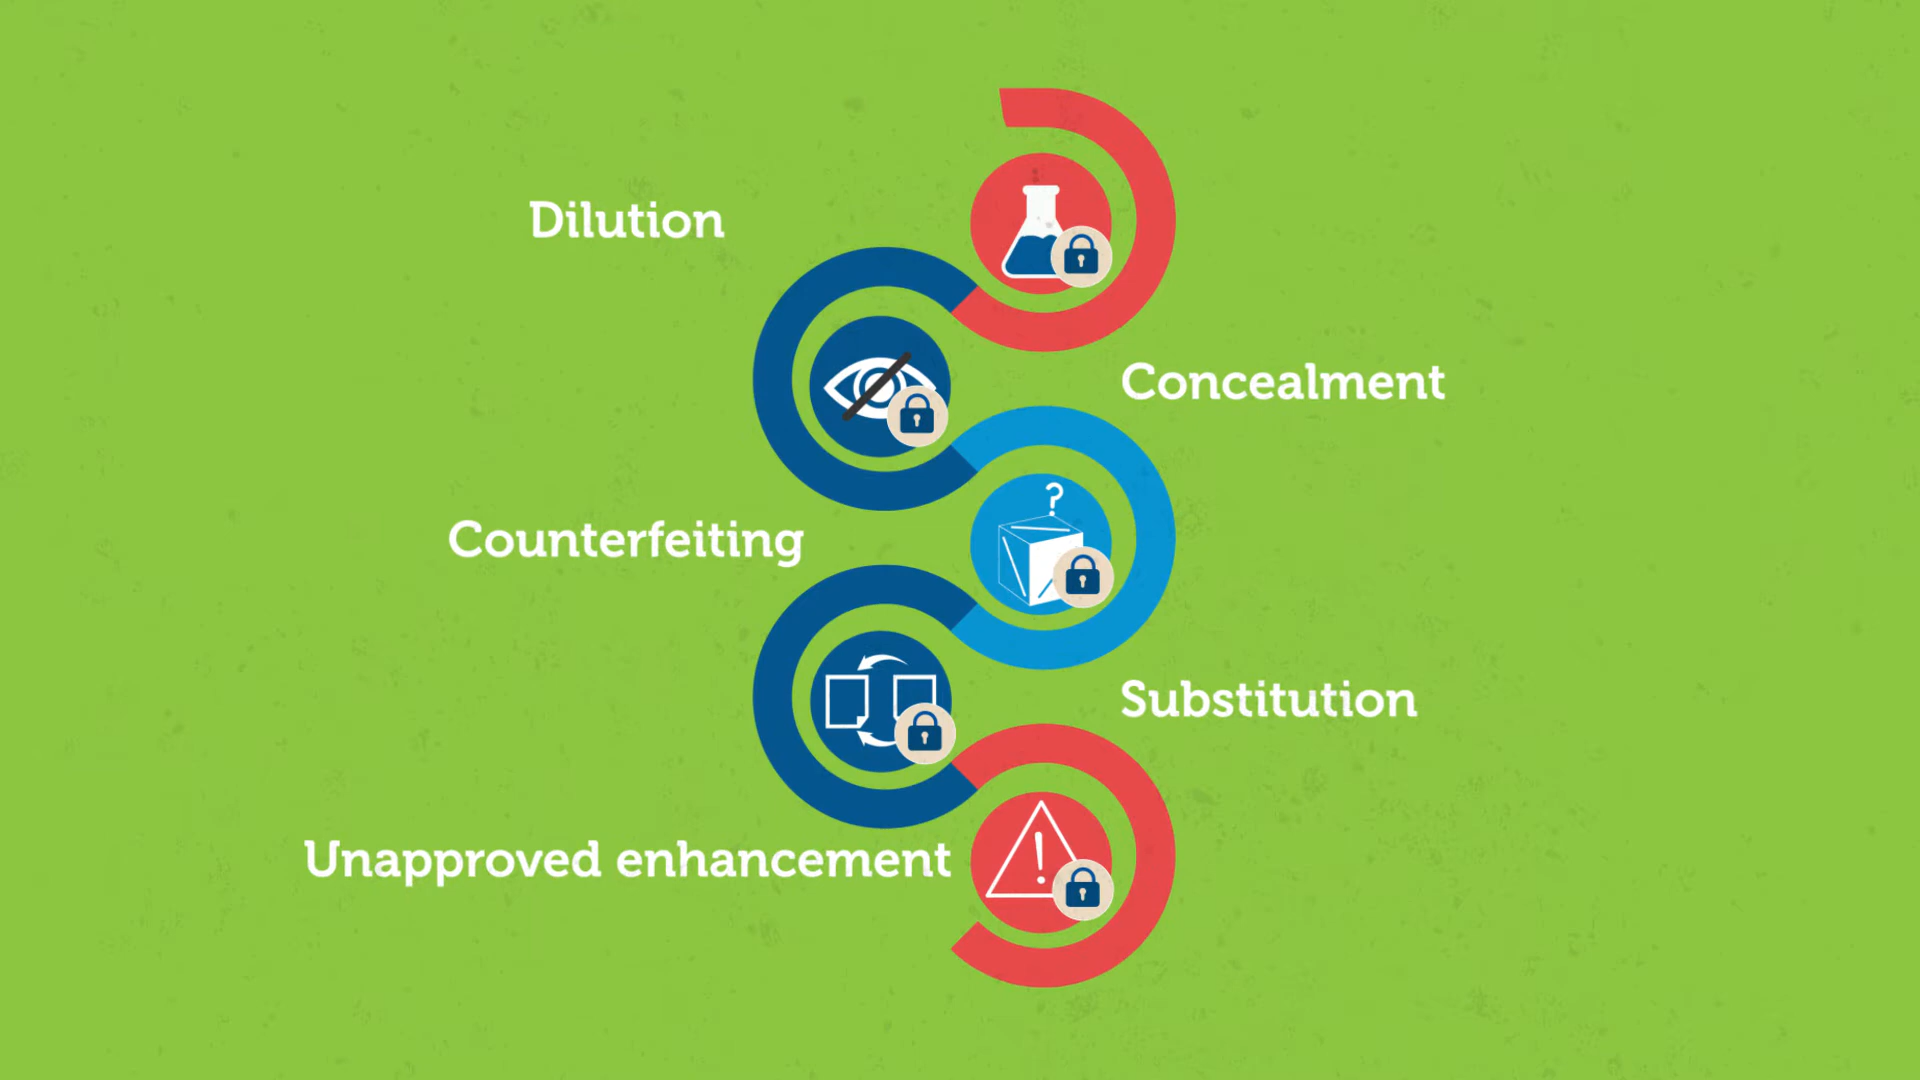 Dilution
Concealment
?
Counterfeiting
Substitution
Unapproved enhancement
!